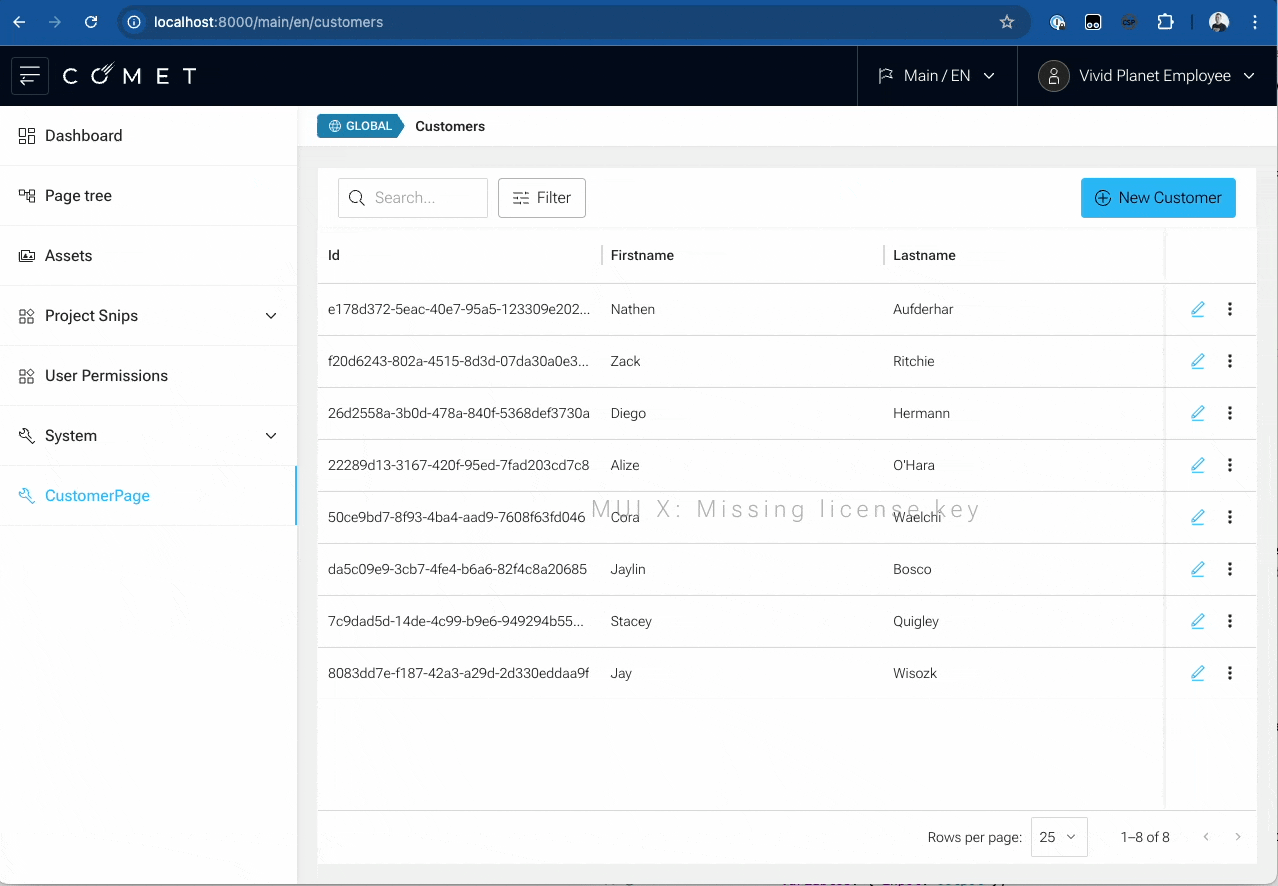 localhost:8000/main/en/customers
COMET
Main / EN
Vivid Planet Employee
Dashboard
Page tree
Assets
Project Snips
User Permissions
System
CustomerPage
GLOBAL
Customers
Search...
Filter
New Customer
Id Firstname Lastname
e178d372-5eac-40e7-95a5-123309e202... Nathen Aufderhar
f20d6243-802a-4515-8d3d-07da30a0e3... Zack Ritchie
26d2558a-3b0d-478a-840f-5368def3730a Diego Hermann
22289d13-3167-420f-95ed-7fad203cd7c8 Alize O'Hara
MUI X: Missing license key
50ce9bd7-8f93-4ba4-aad9-7608f63fd046 Cora Waelchi
da5c09e9-3cb7-4fe4-b6a6-82f4c8a20685 Jaylin Bosco
7c9dad5d-14de-4c99-b9e6-949294b55... Stacey Quigley
8083dd7e-f187-42a3-a29d-2d330eddaa9f Jay Wisozk
Rows per page: 25 1–8 of 8